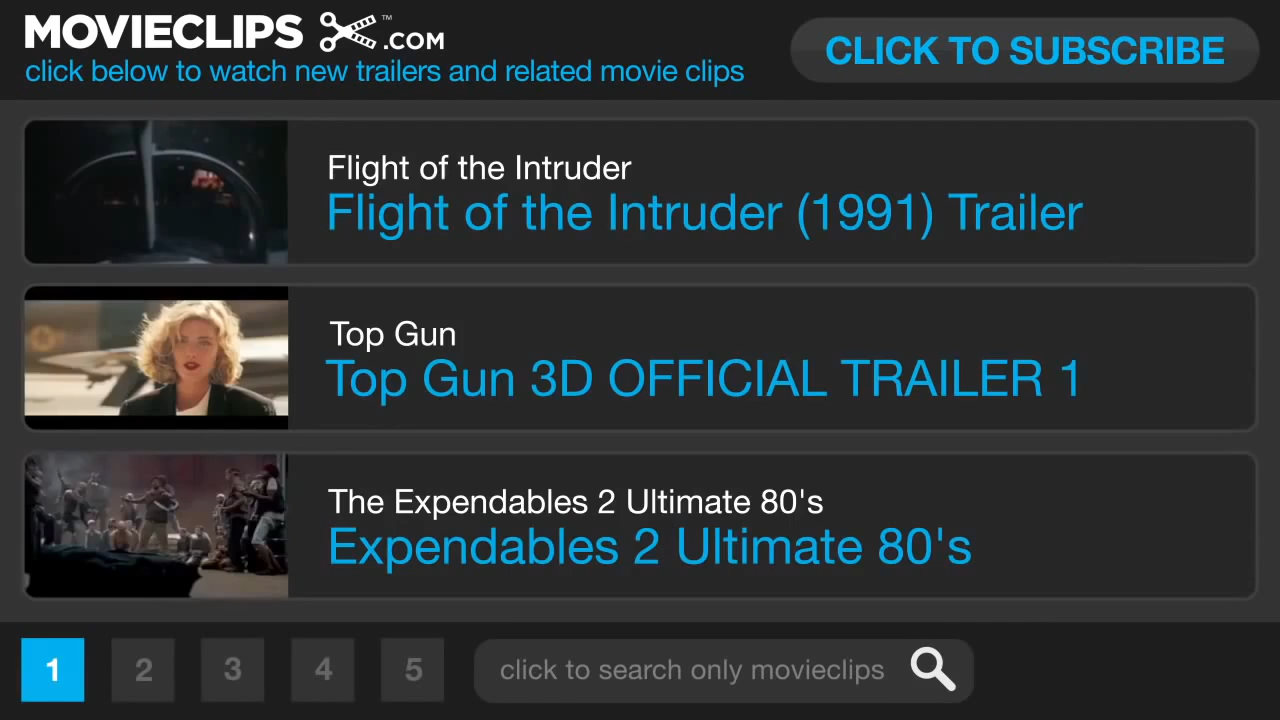 MOVIECLIPS™.COM
click below to watch new trailers and related movie clips
CLICK TO SUBSCRIBE
Flight of the Intruder
Flight of the Intruder (1991) Trailer
Top Gun
Top Gun 3D OFFICIAL TRAILER 1
The Expendables 2 Ultimate 80's
Expendables 2 Ultimate 80's
1 2 3 4 5 click to search only movieclips